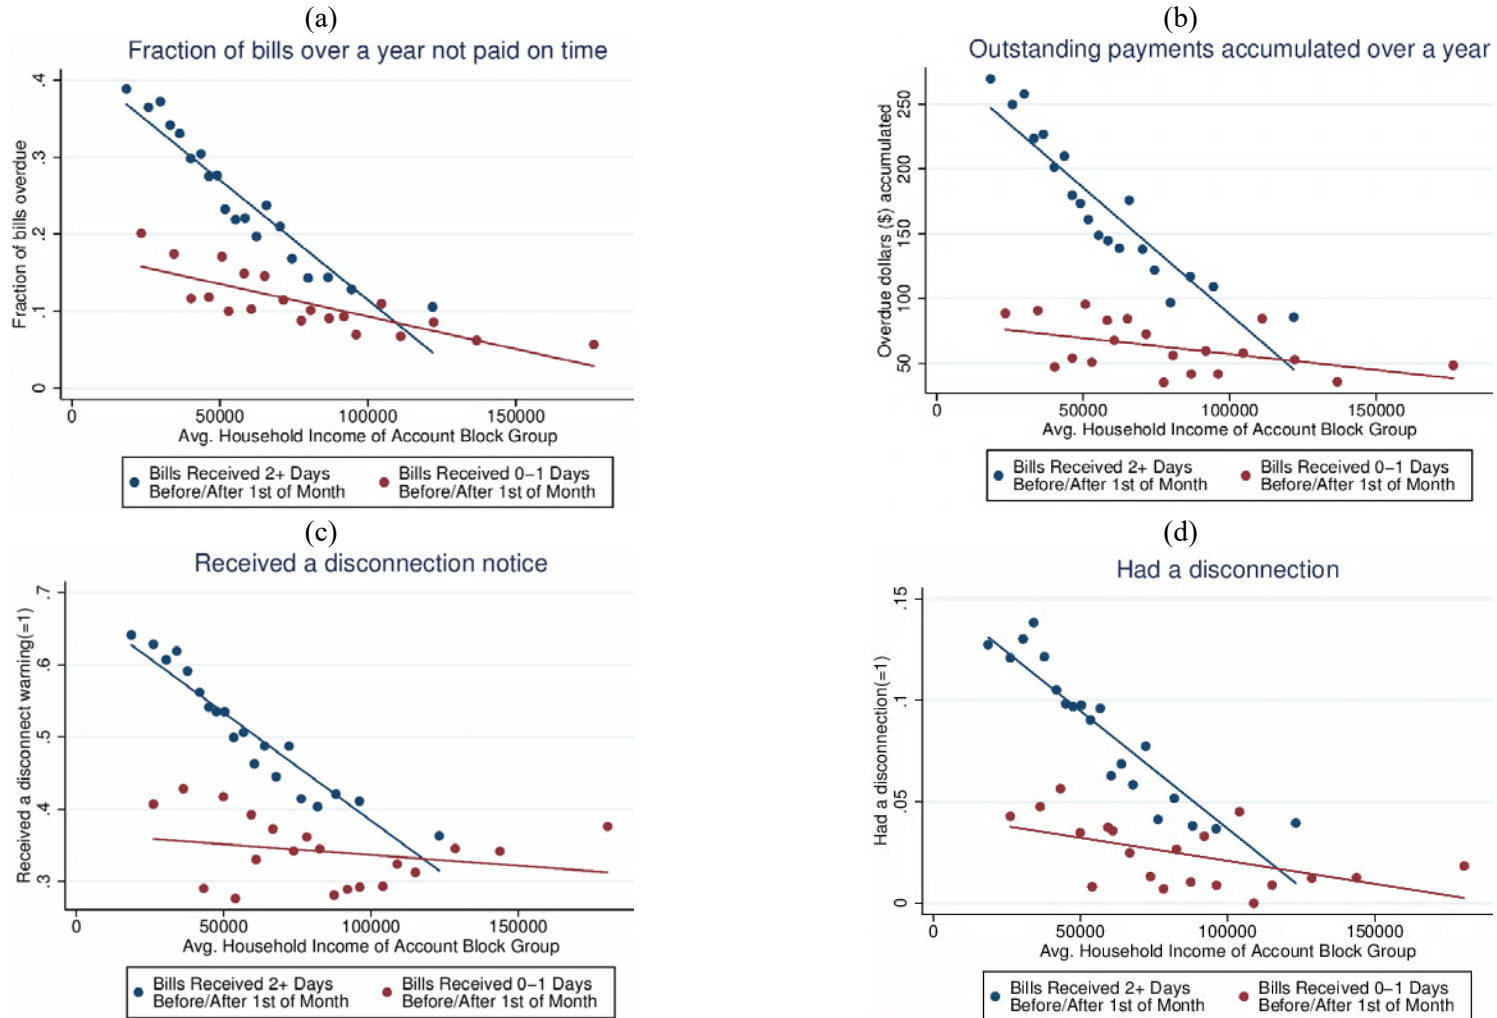 (a)
Fraction of bills over a year not paid on time
Fraction of bills overdue
.4
.3
.2
.1
0
0 50000 100000 150000
Avg. Household Income of Account Block Group
Bills Received 2+ Days
Before/After 1st of Month
Bills Received 0−1 Days
Before/After 1st of Month
(b)
Outstanding payments accumulated over a year
Overdue dollars ($) accumulated
250
200
150
100
50
0 50000 100000 150000
Avg. Household Income of Account Block Group
Bills Received 2+ Days
Before/After 1st of Month
Bills Received 0−1 Days
Before/After 1st of Month
(c)
Received a disconnection notice
Received a disconnect warning(=1)
.7
.6
.5
.4
.3
0 50000 100000 150000
Avg. Household Income of Account Block Group
Bills Received 2+ Days
Before/After 1st of Month
Bills Received 0−1 Days
Before/After 1st of Month
(d)
Had a disconnection
Had a disconnection(=1)
.15
.1
.05
0
0 50000 100000 150000
Avg. Household Income of Account Block Group
Bills Received 2+ Days
Before/After 1st of Month
Bills Received 0−1 Days
Before/After 1st of Month